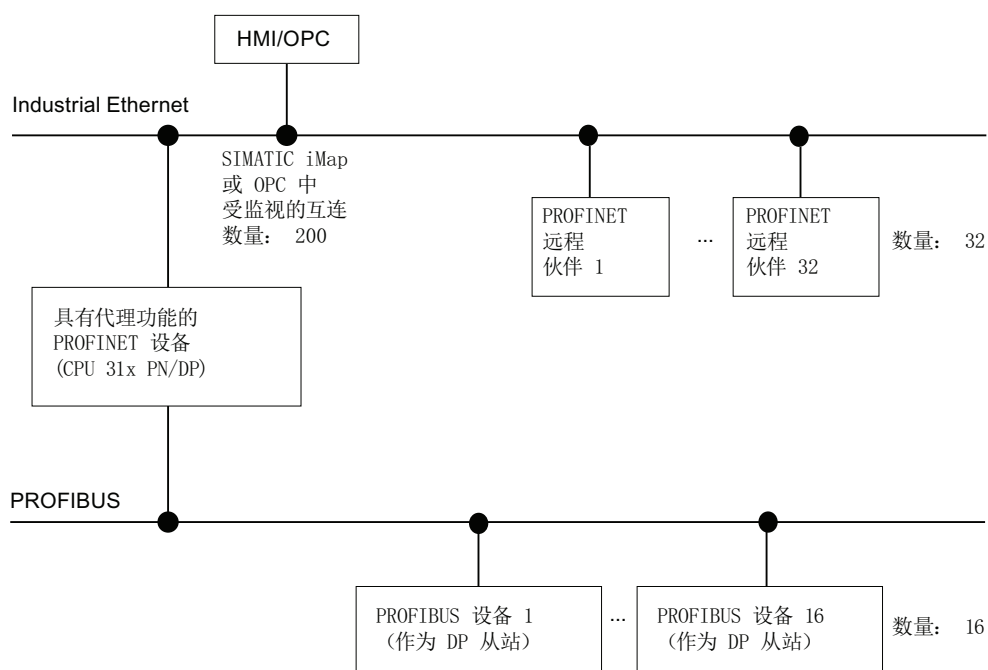 HMI/OPC
Industrial Ethernet
SIMATIC iMap
或 OPC 中
受监视的互连
数量: 200
PROFINET
远程
伙伴 1
...
PROFINET
远程
伙伴 32
数量: 32
具有代理功能的
PROFINET 设备
(CPU 31x PN/DP)
PROFIBUS
PROFIBUS 设备 1
(作为 DP 从站)
...
PROFIBUS 设备 16
(作为 DP 从站)
数量: 16